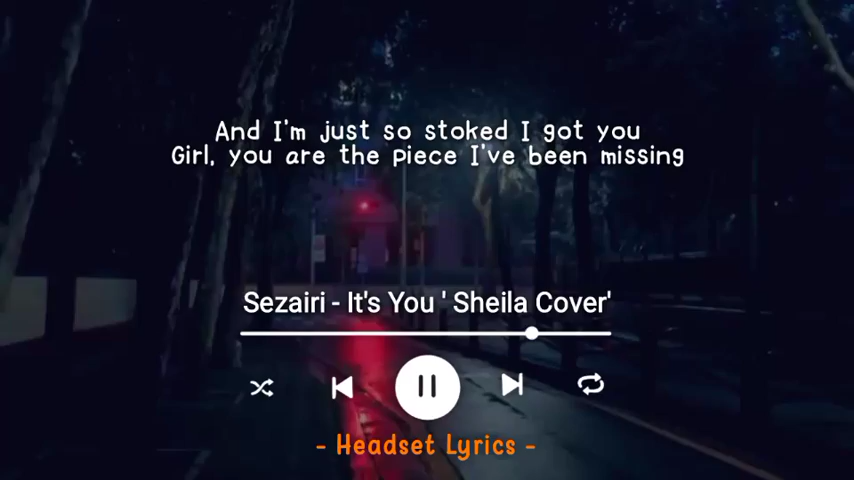 And I'm just so stoked I got you
Girl, you are the piece I've been missing
Sezairi - It's You ' Sheila Cover'
- Headset Lyrics -